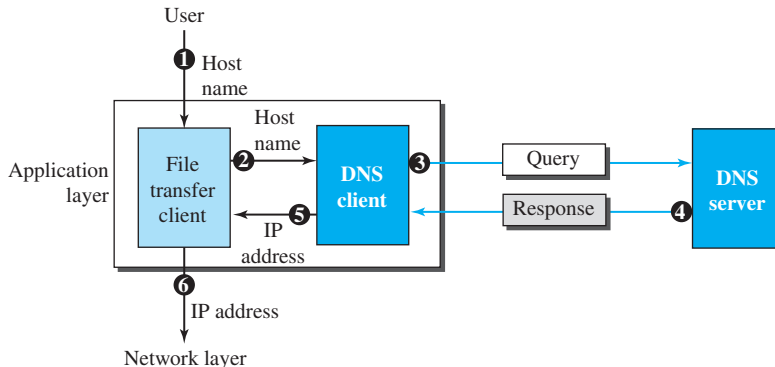 User
1
Host
name
Application
layer
File
transfer
client
2
Host
name
DNS
client
3
Query
DNS
server
4
Response
5
IP
address
6
IP address
Network layer